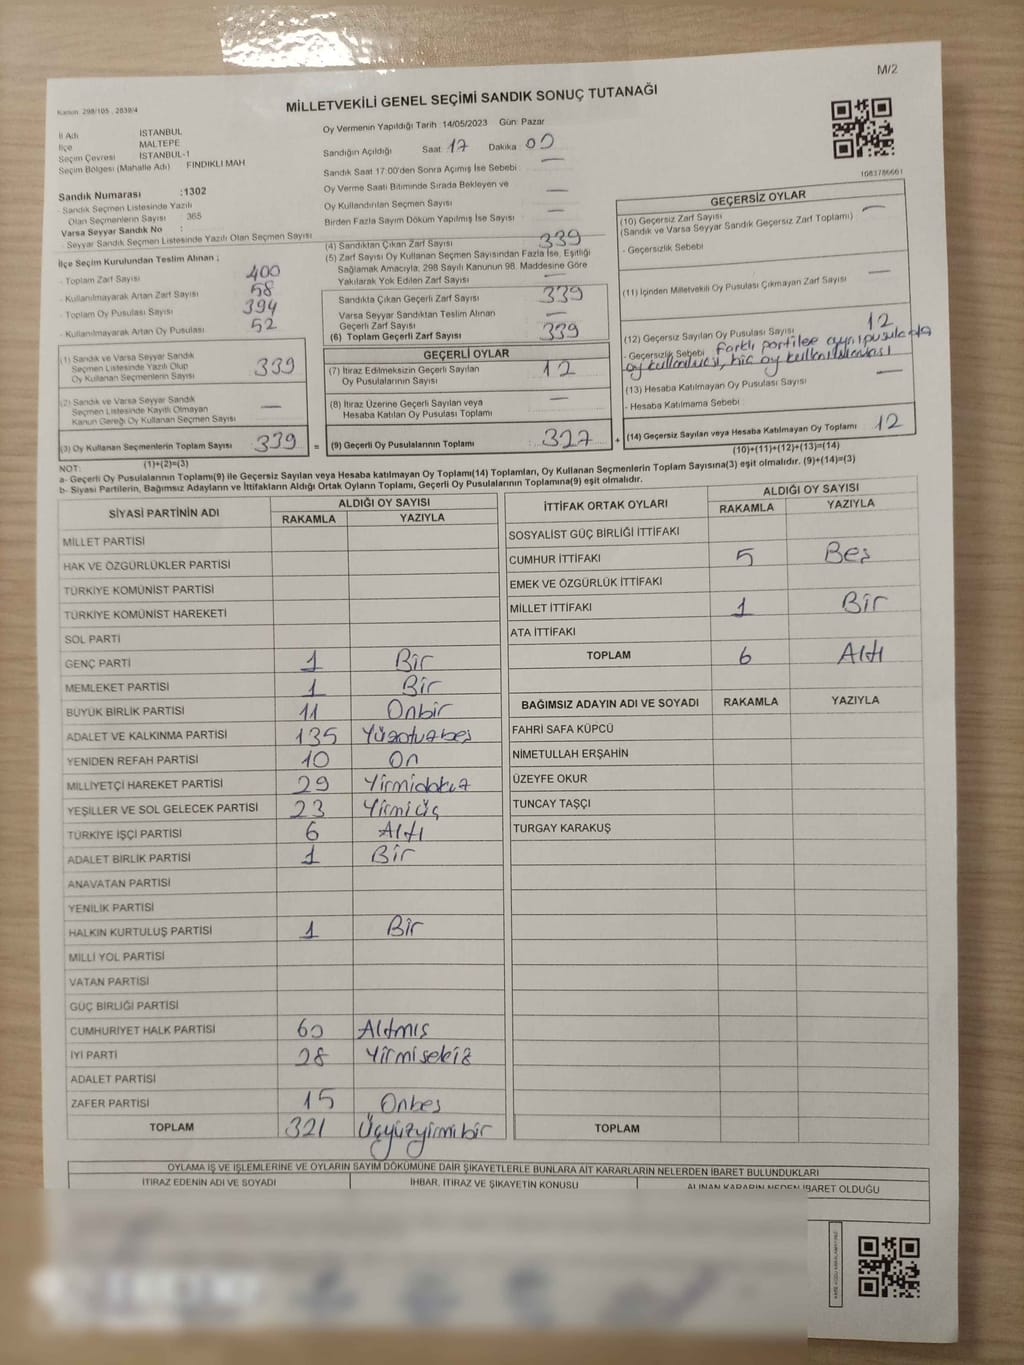 M/2
Kanun: 298/105 , 2839/4
MİLLETVEKİLİ GENEL SEÇİMİ SANDIK SONUÇ TUTANAĞI
İl Adı İSTANBUL
İlçe MALTEPE
Seçim Çevresi İSTANBUL-1
Seçim Bölgesi (Mahalle Adı) FINDIKLI MAH
Oy Vermenin Yapıldığı Tarih 14/05/2023 Gün: Pazar
Sandığın Açıldığı Saat 17 Dakika 00
Sandık Saat 17:00'den Sonra Açımış İse Sebebi —
Oy Verme Saati Bitiminde Sırada Bekleyen ve
Oy Kullandırılan Seçmen Sayısı —
Birden Fazla Sayım Döküm Yapılmış İse Sayısı —
1083786661
Sandık Numarası :1302
- Sandık Seçmen Listesinde Yazılı
Olan Seçmenlerin Sayısı 365
Varsa Seyyar Sandık No :
- Seyyar Sandık Seçmen Listesinde Yazılı Olan Seçmen Sayısı
İlçe Seçim Kurulundan Teslim Alınan ;
- Toplam Zarf Sayısı 400
- Kullanılmayarak Artan Zarf Sayısı 58
- Toplam Oy Pusulası Sayısı 394
- Kullanılmayarak Artan Oy Pusulası 52
(1) Sandık ve Varsa Seyyar Sandık
Seçmen Listesinde Yazılı Olup
Oy Kullanan Seçmenlerin Sayısı 339
(2) Sandık ve Varsa Seyyar Sandık
Seçmen Listesinde Kayıtlı Olmayan
Kanun Gereği Oy Kullanan Seçmen Sayısı —
(3) Oy Kullanan Seçmenlerin Toplam Sayısı 339
(1)+(2)=(3)
(4) Sandıktan Çıkan Zarf Sayısı 339
(5) Zarf Sayısı Oy Kullanan Seçmen Sayısından Fazla İse, Eşitliği
Sağlamak Amacıyla, 298 Sayılı Kanunun 98. Maddesine Göre
Yakılarak Yok Edilen Zarf Sayısı —
Sandıkta Çıkan Geçerli Zarf Sayısı 339
Varsa Seyyar Sandıktan Teslim Alınan
Geçerli Zarf Sayısı —
(6) Toplam Geçerli Zarf Sayısı 339
GEÇERLİ OYLAR
(7) İtiraz Edilmeksizin Geçerli Sayılan
Oy Pusulalarının Sayısı 12
(8) İtiraz Üzerine Geçerli Sayılan veya
Hesaba Katılan Oy Pusulası Toplamı —
= (9) Geçerli Oy Pusulalarının Toplamı 327
GEÇERSİZ OYLAR
(10) Geçersiz Zarf Sayısı —
(Sandık ve Varsa Seyyar Sandık Geçersiz Zarf Toplamı)
- Geçersizlik Sebebi
(11) İçinden Milletvekili Oy Pusulası Çıkmayan Zarf Sayısı —
(12) Geçersiz Sayılan Oy Pusulası Sayısı 12
- Geçersizlik Sebebi farklı partilere aynı pusulada
oy kullanılması, hiç oy kullanılmaması
(13) Hesaba Katılmayan Oy Pusulası Sayısı —
- Hesaba Katılmama Sebebi
+ (14) Geçersiz Sayılan veya Hesaba Katılmayan Oy Toplamı 12
(10)+(11)+(12)+(13)=(14)
NOT:
a- Geçerli Oy Pusulalarının Toplamı(9) ile Geçersiz Sayılan veya Hesaba katılmayan Oy Toplamı(14) Toplamları, Oy Kullanan Seçmenlerin Toplam Sayısına(3) eşit olmalıdır. (9)+(14)=(3)
b- Siyasi Partilerin, Bağımsız Adayların ve İttifakların Aldığı Ortak Oyların Toplamı, Geçerli Oy Pusulalarının Toplamına(9) eşit olmalıdır.
SİYASİ PARTİNİN ADI ALDIĞI OY SAYISI
RAKAMLA YAZIYLA
MİLLET PARTİSİ
HAK VE ÖZGÜRLÜKLER PARTİSİ
TÜRKİYE KOMÜNİST PARTİSİ
TÜRKİYE KOMÜNİST HAREKETİ
SOL PARTİ
GENÇ PARTİ 1 Bir
MEMLEKET PARTİSİ 1 Bir
BÜYÜK BİRLİK PARTİSİ 11 Onbir
ADALET VE KALKINMA PARTİSİ 135 Yüzotuzbeş
YENİDEN REFAH PARTİSİ 10 On
MİLLİYETÇİ HAREKET PARTİSİ 29 Yirmidokuz
YEŞİLLER VE SOL GELECEK PARTİSİ 23 Yirmiüç
TÜRKİYE İŞÇİ PARTİSİ 6 Altı
ADALET BİRLİK PARTİSİ 1 Bir
ANAVATAN PARTİSİ
YENİLİK PARTİSİ
HALKIN KURTULUŞ PARTİSİ 1 Bir
MİLLİ YOL PARTİSİ
VATAN PARTİSİ
GÜÇ BİRLİĞİ PARTİSİ
CUMHURİYET HALK PARTİSİ 60 Altmış
İYİ PARTİ 28 Yirmisekiz
ADALET PARTİSİ
ZAFER PARTİSİ 15 Onbeş
TOPLAM 321 Üçyüzyirmibir
İTTİFAK ORTAK OYLARI ALDIĞI OY SAYISI
RAKAMLA YAZIYLA
SOSYALİST GÜÇ BİRLİĞİ İTTİFAKI
CUMHUR İTTİFAKI 5 Beş
EMEK VE ÖZGÜRLÜK İTTİFAKI
MİLLET İTTİFAKI 1 Bir
ATA İTTİFAKI
TOPLAM 6 Altı
BAĞIMSIZ ADAYIN ADI VE SOYADI RAKAMLA YAZIYLA
FAHRİ SAFA KÜPCÜ
NİMETULLAH ERŞAHİN
ÜZEYFE OKUR
TUNCAY TAŞÇI
TURGAY KARAKUŞ
TOPLAM
OYLAMA İŞ VE İŞLEMLERİNE VE OYLARIN SAYIM DÖKÜMÜNE DAİR ŞİKAYETLERLE BUNLARA AİT KARARLARIN NELERDEN İBARET BULUNDUKLARI
İTİRAZ EDENİN ADI VE SOYADI İHBAR, İTİRAZ VE ŞİKAYETİN KONUSU ALINAN KARARIN NEDEN İBARET OLDUĞU